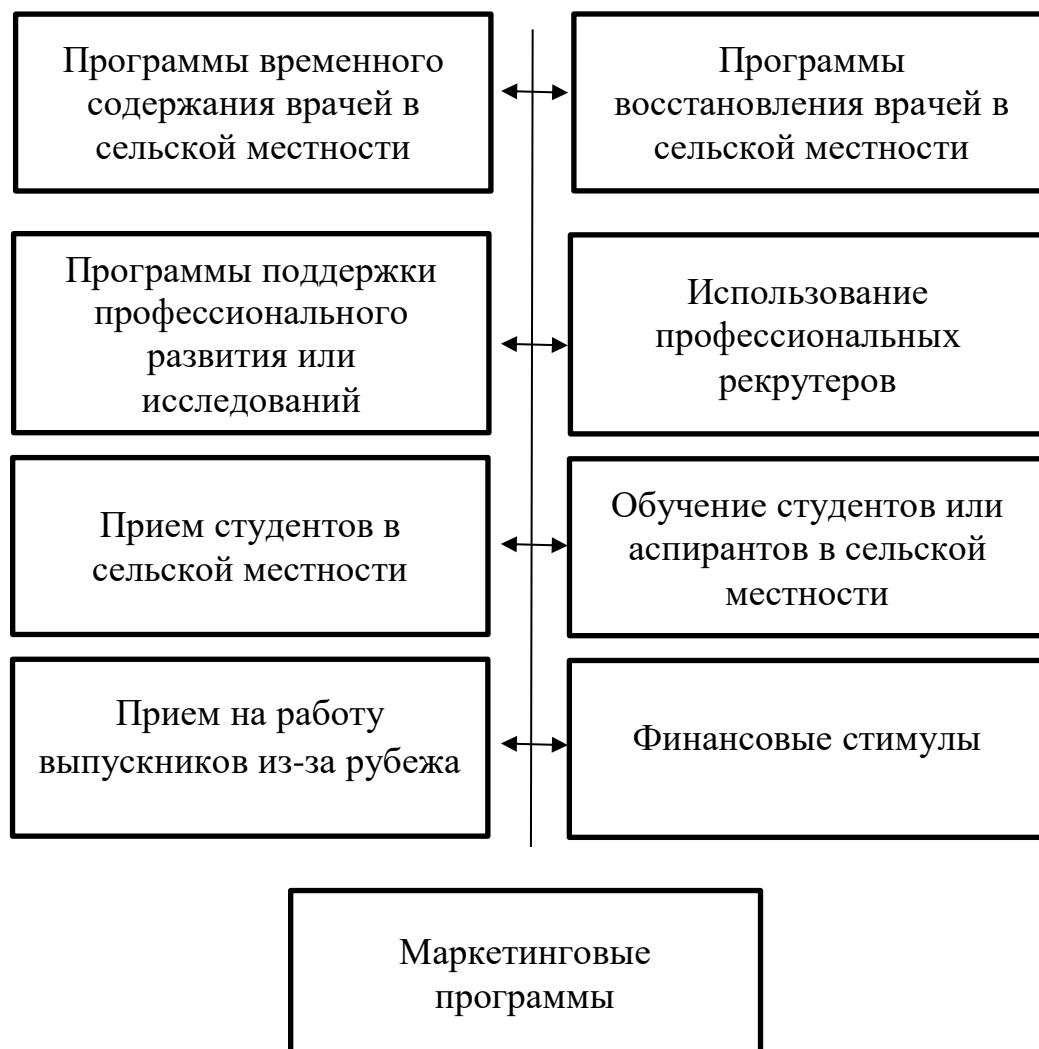 Программы временного
содержания врачей в
сельской местности
Программы
восстановления врачей в
сельской местности
Программы поддержки
профессионального
развития или
исследований
Использование
профессиональных
рекрутеров
Прием студентов в
сельской местности
Обучение студентов или
аспирантов в сельской
местности
Прием на работу
выпускников из-за рубежа
Финансовые стимулы
Маркетинговые
программы